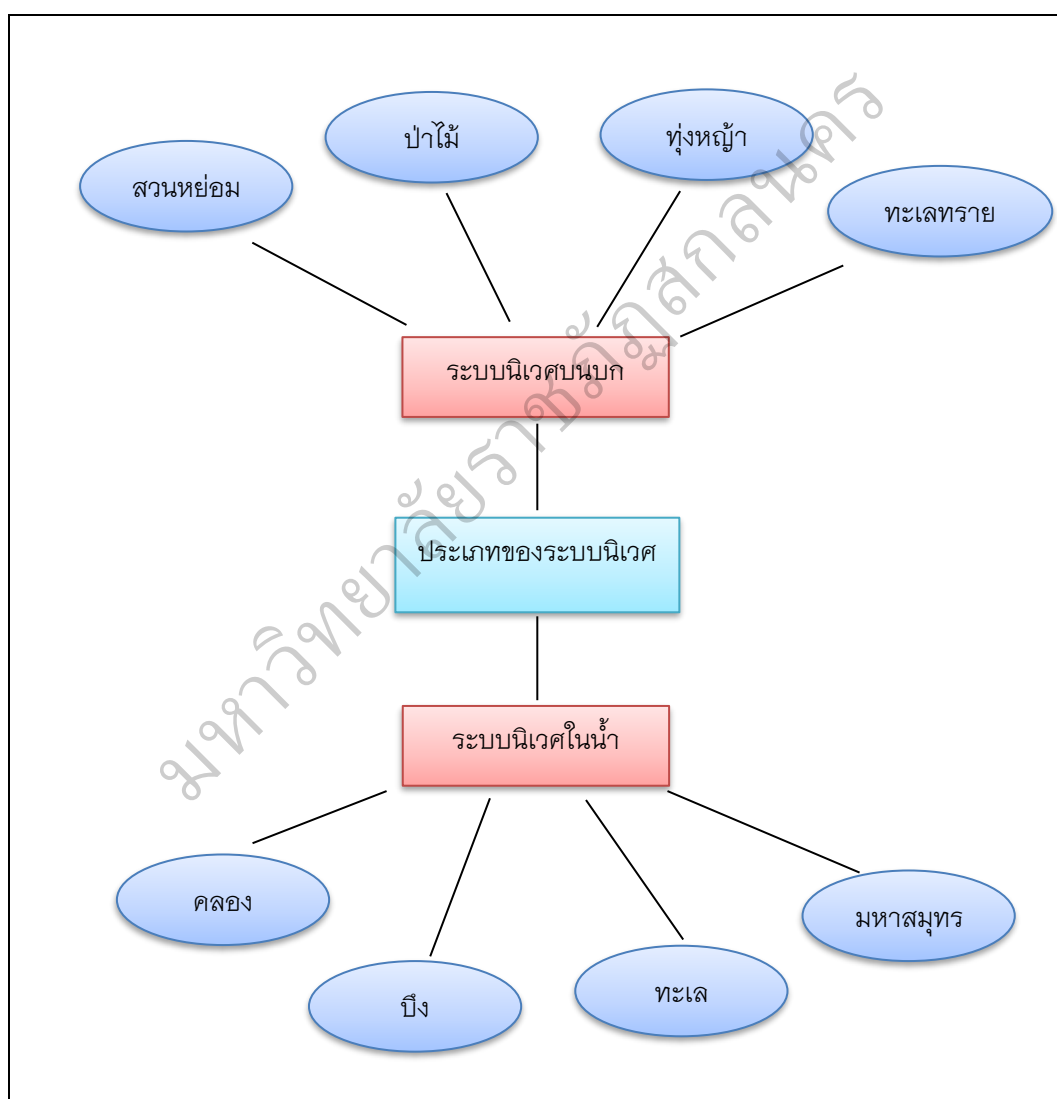 ป่าไม้
ทุ่งหญ้า
สวนหย่อม
ทะเลทราย
ระบบนิเวศบนบก
ประเภทของระบบนิเวศ
ระบบนิเวศในน้ำ
คลอง
มหาสมุทร
บึง
ทะเล
มหาวิทยาลัยราชภัฏสกลนคร